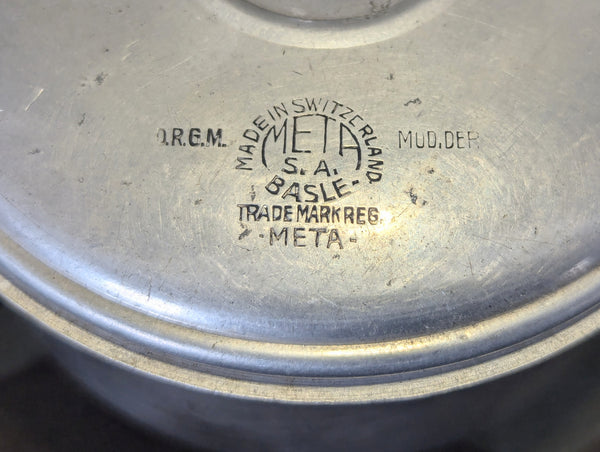 MADE IN SWITZERLAND.
D.R.G.M. META MOD.DEP
S. A.
BASLE-
TRADE MARK REG.
-META-